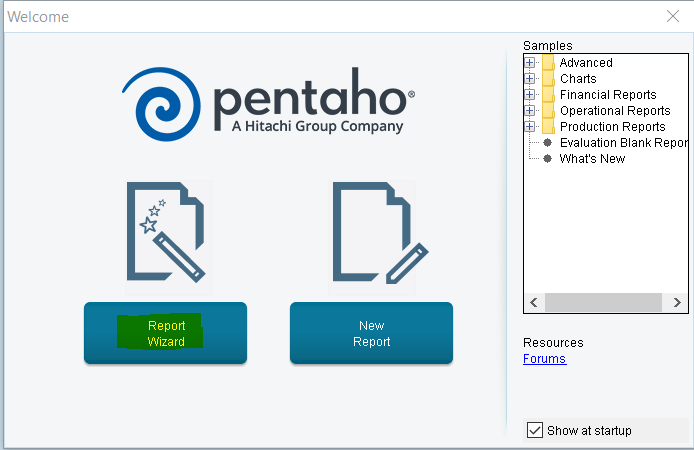 Welcome
pentaho®
A Hitachi Group Company
Report
Wizard
New
Report
Samples
Advanced
Charts
Financial Reports
Operational Reports
Production Reports
Evaluation Blank Repor
What's New
Resources
Forums
Show at startup